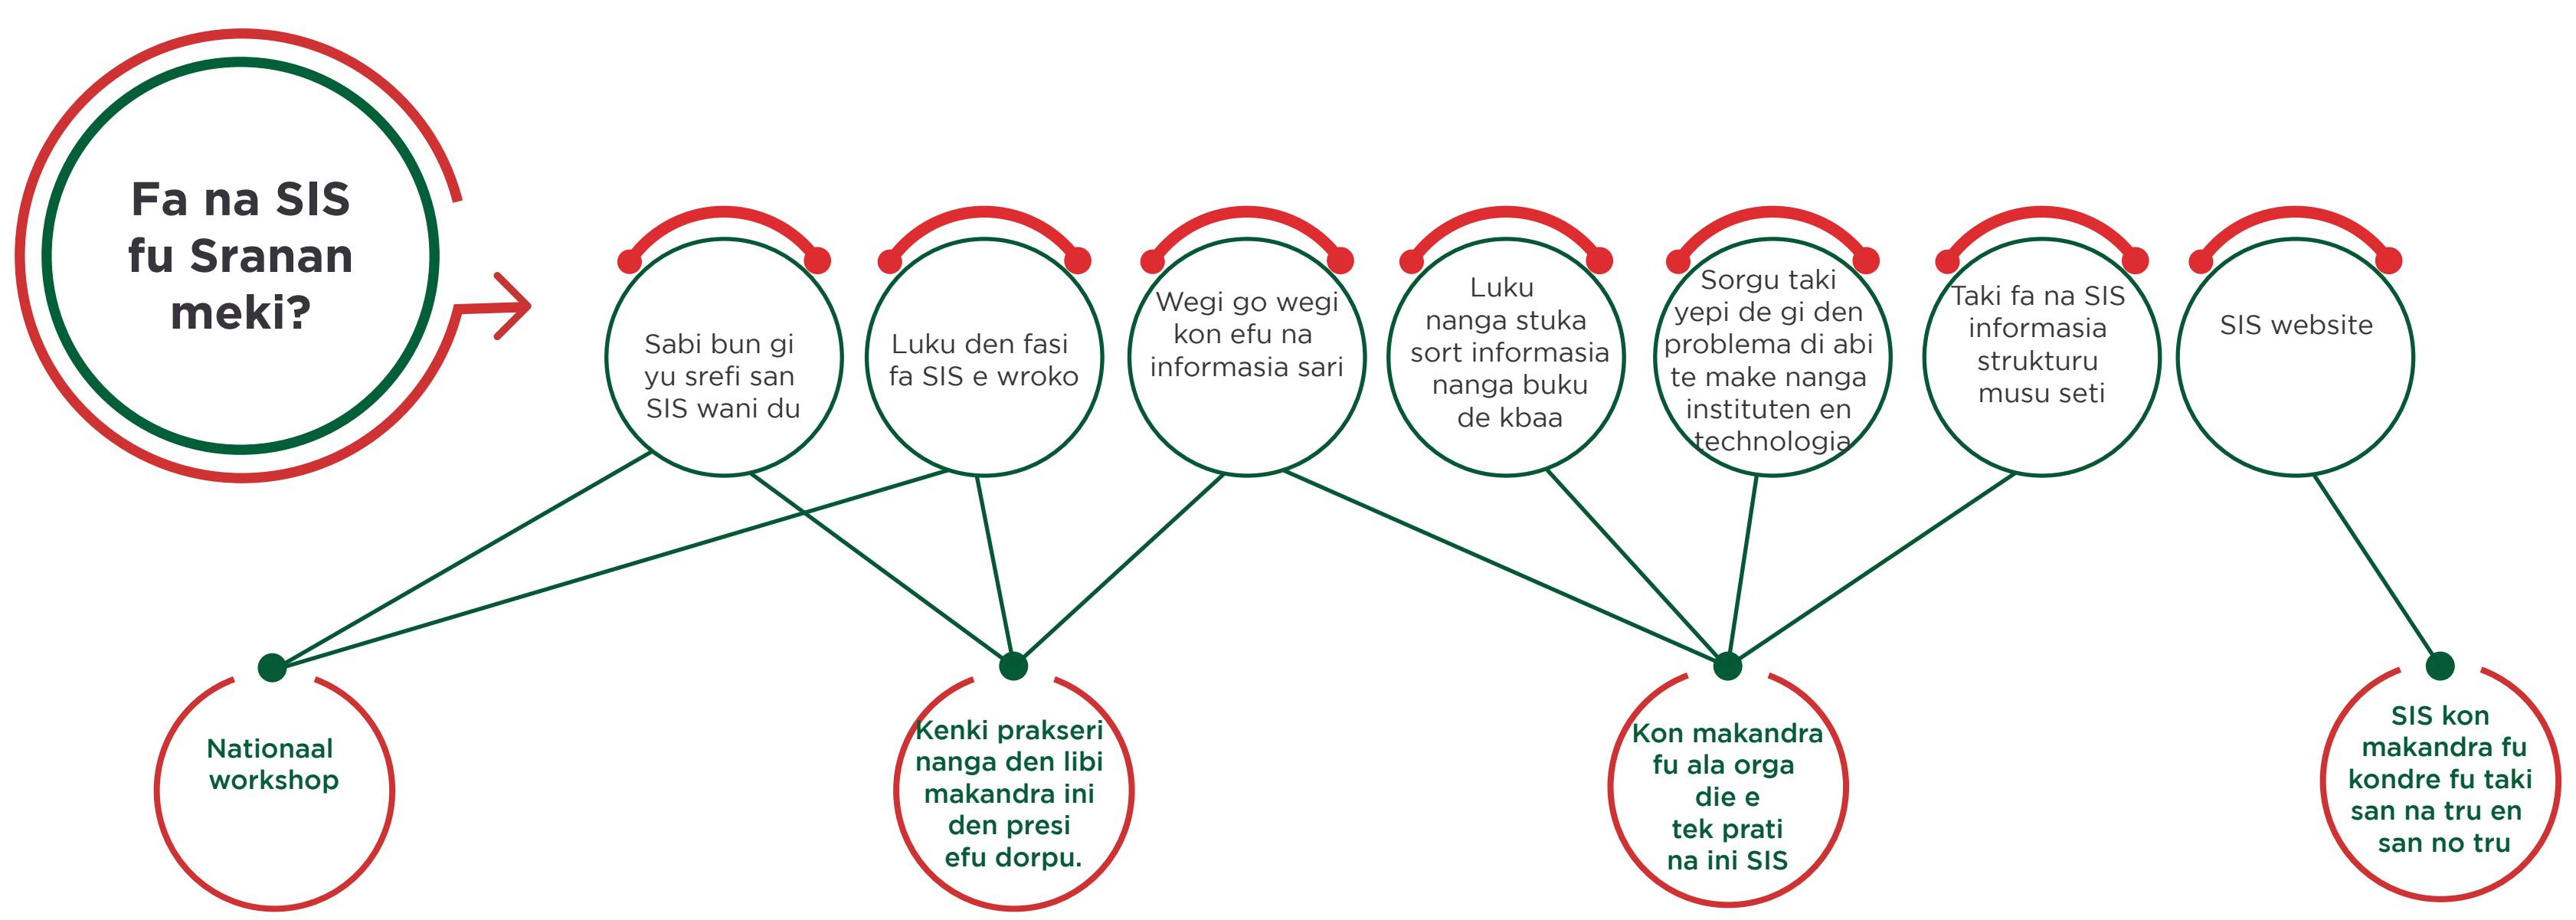 Fa na SIS
fu Sranan
meki?
Sabi bun gi
yu srefi san
SIS wani du
Luku den fasi
fa SIS e wroko
Wegi go wegi
kon efu na
informasia sari
Luku
nanga stuka
sort informasia
nanga buku
de kbaa
Sorgu taki
yepi de gi den
problema di abi
te make nanga
instituten en
technologia
Taki fa na SIS
informasia
strukturu
musu seti
SIS website
Nationaal
workshop
Kenki prakseri
nanga den libi
makandra ini
den presi
efu dorpu.
Kon makandra
fu ala orga
die e
tek prati
na ini SIS
SIS kon
makandra fu
kondre fu taki
san na tru en
san no tru